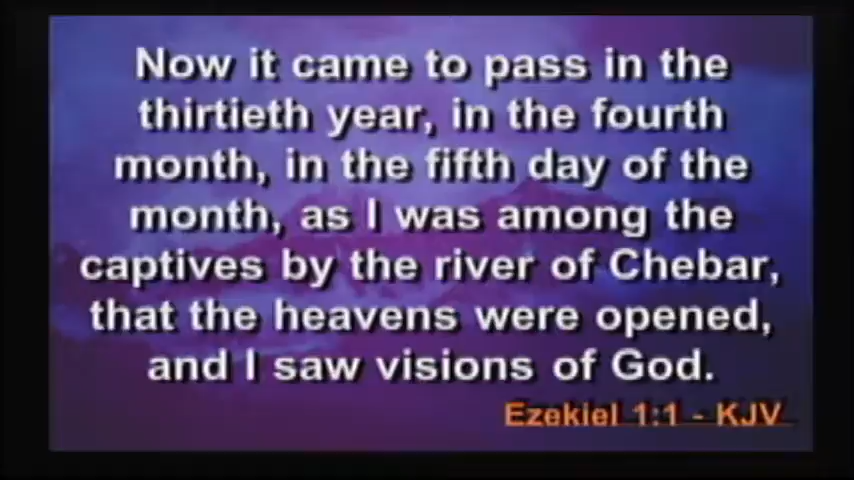 Now it came to pass in the
thirtieth year, in the fourth
month, in the fifth day of the
month, as I was among the
captives by the river of Chebar,
that the heavens were opened,
and I saw visions of God.
Ezekiel 1:1 - KJV